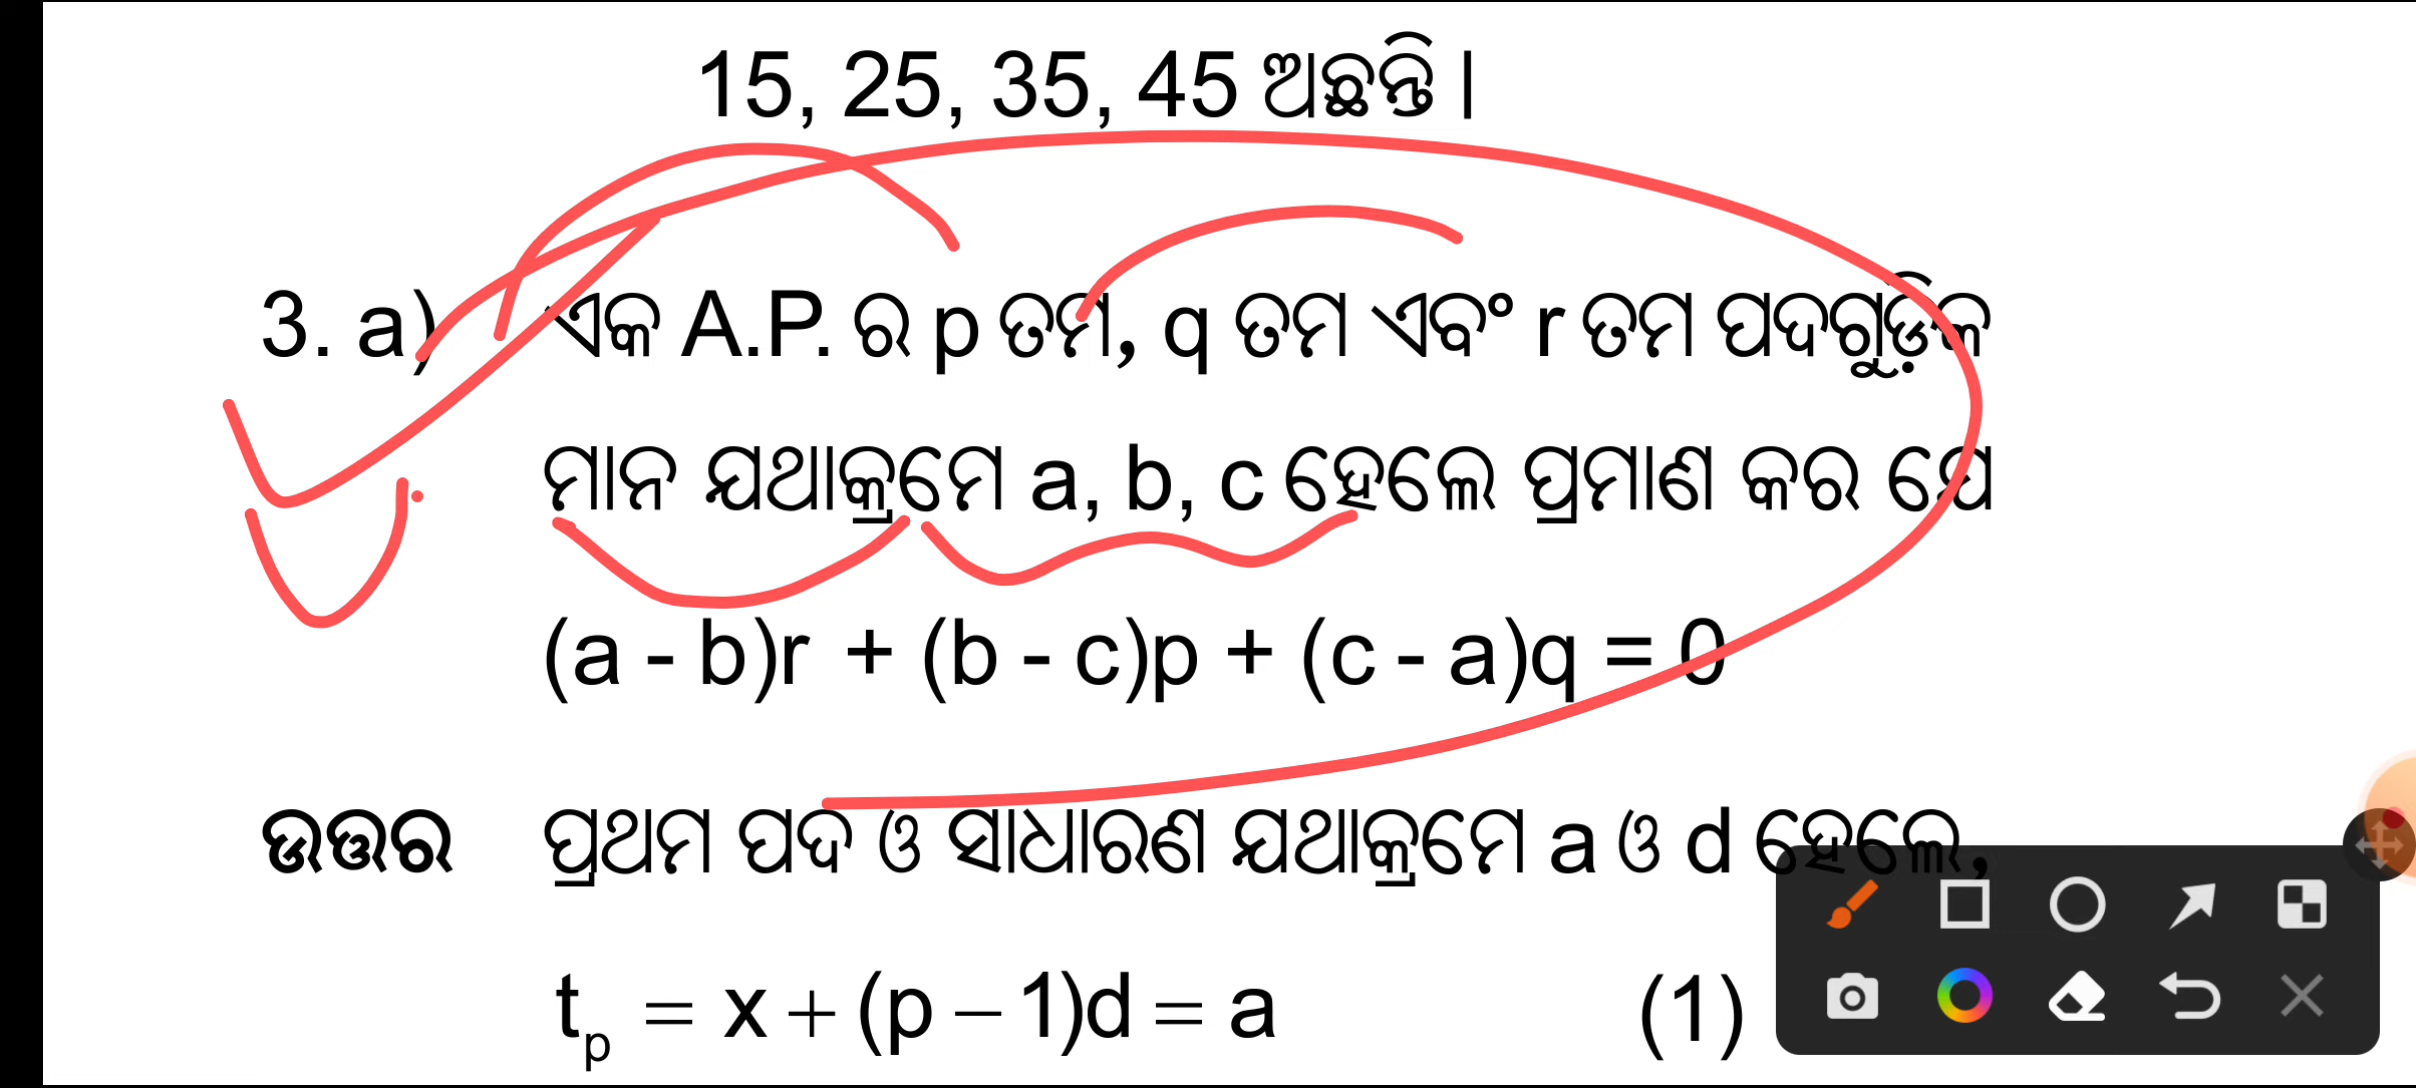 15, 25, 35, 45 ଅଛନ୍ତି।
3. a) ଏକ A.P. ର p ତମ, q ତମ ଏବଂ r ତମ ପଦଗୁଡ଼ିକ
ମାନ ଯଥାକ୍ରମେ a, b, c ହେଲେ ପ୍ରମାଣ କର ଯେ
(a - b)r + (b - c)p + (c - a)q = 0
ଉତ୍ତର ପ୍ରଥମ ପଦ ଓ ସାଧାରଣ ଯଥାକ୍ରମେ a ଓ d ହେଲେ,
tₚ = x + (p − 1)d = a (1)